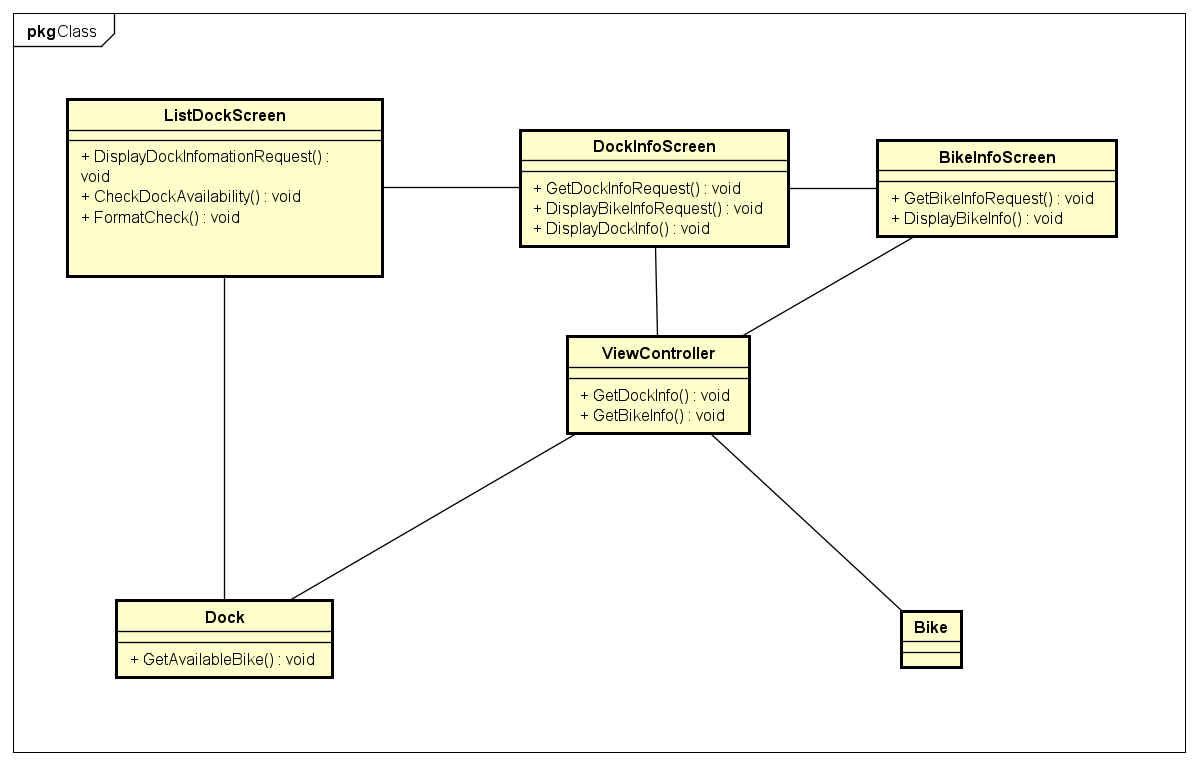 pkg Class
ListDockScreen
+ DisplayDockInfomationRequest() :
void
+ CheckDockAvailability() : void
+ FormatCheck() : void
DockInfoScreen
+ GetDockInfoRequest() : void
+ DisplayBikeInfoRequest() : void
+ DisplayDockInfo() : void
BikeInfoScreen
+ GetBikeInfoRequest() : void
+ DisplayBikeInfo() : void
ViewController
+ GetDockInfo() : void
+ GetBikeInfo() : void
Dock
+ GetAvailableBike() : void
Bike